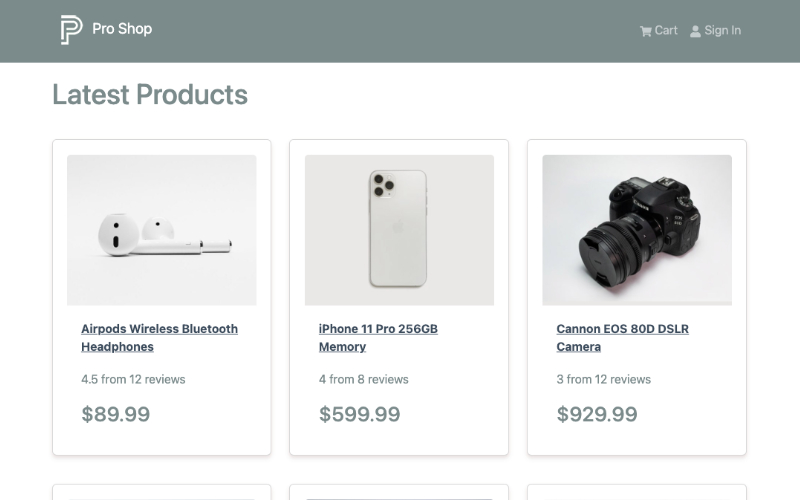 Pro Shop
Cart
Sign In
Latest Products
Airpods Wireless Bluetooth
Headphones
4.5 from 12 reviews
$89.99
iPhone 11 Pro 256GB
Memory
4 from 8 reviews
$599.99
Canon
Cannon EOS 80D DSLR
Camera
3 from 12 reviews
$929.99